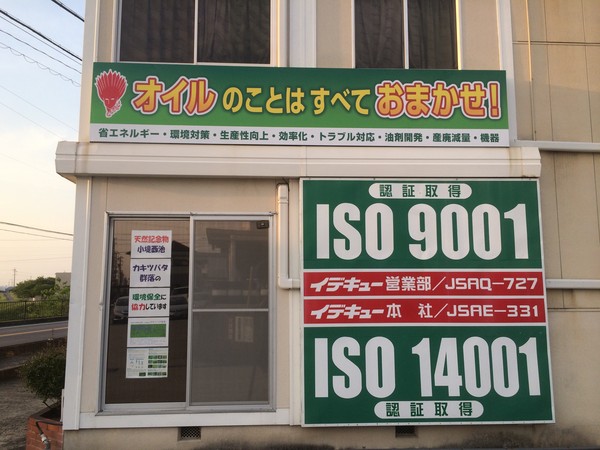 オイルのことはすべておまかせ!
省エネルギー・環境対策・生産性向上・効率化・トラブル対応・油剤開発・産廃減量・機器
天然記念物
小堤西池
カキツバタ
群落の
環境保全に
協力しています
認証取得
ISO 9001
イデキュー営業部/JSAQ-727
イデキュー本 社/JSAE-331
ISO 14001
認証取得